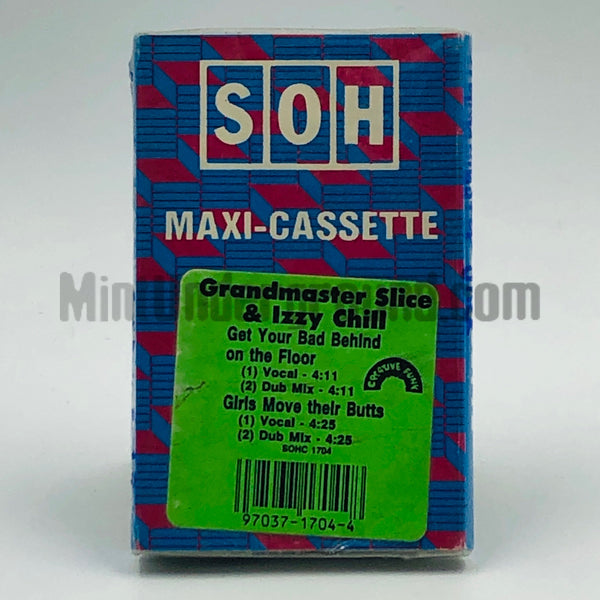 SOH
MAXI-CASSETTE
Grandmaster Slice
& Izzy Chill
Get Your Bad Behind
on the Floor
(1) Vocal - 4:11
(2) Dub Mix - 4:11
Girls Move their Butts
(1) Vocal - 4:25
(2) Dub Mix - 4:25
SOHC 1704
CREATIVE FUNK
97037-1704-4